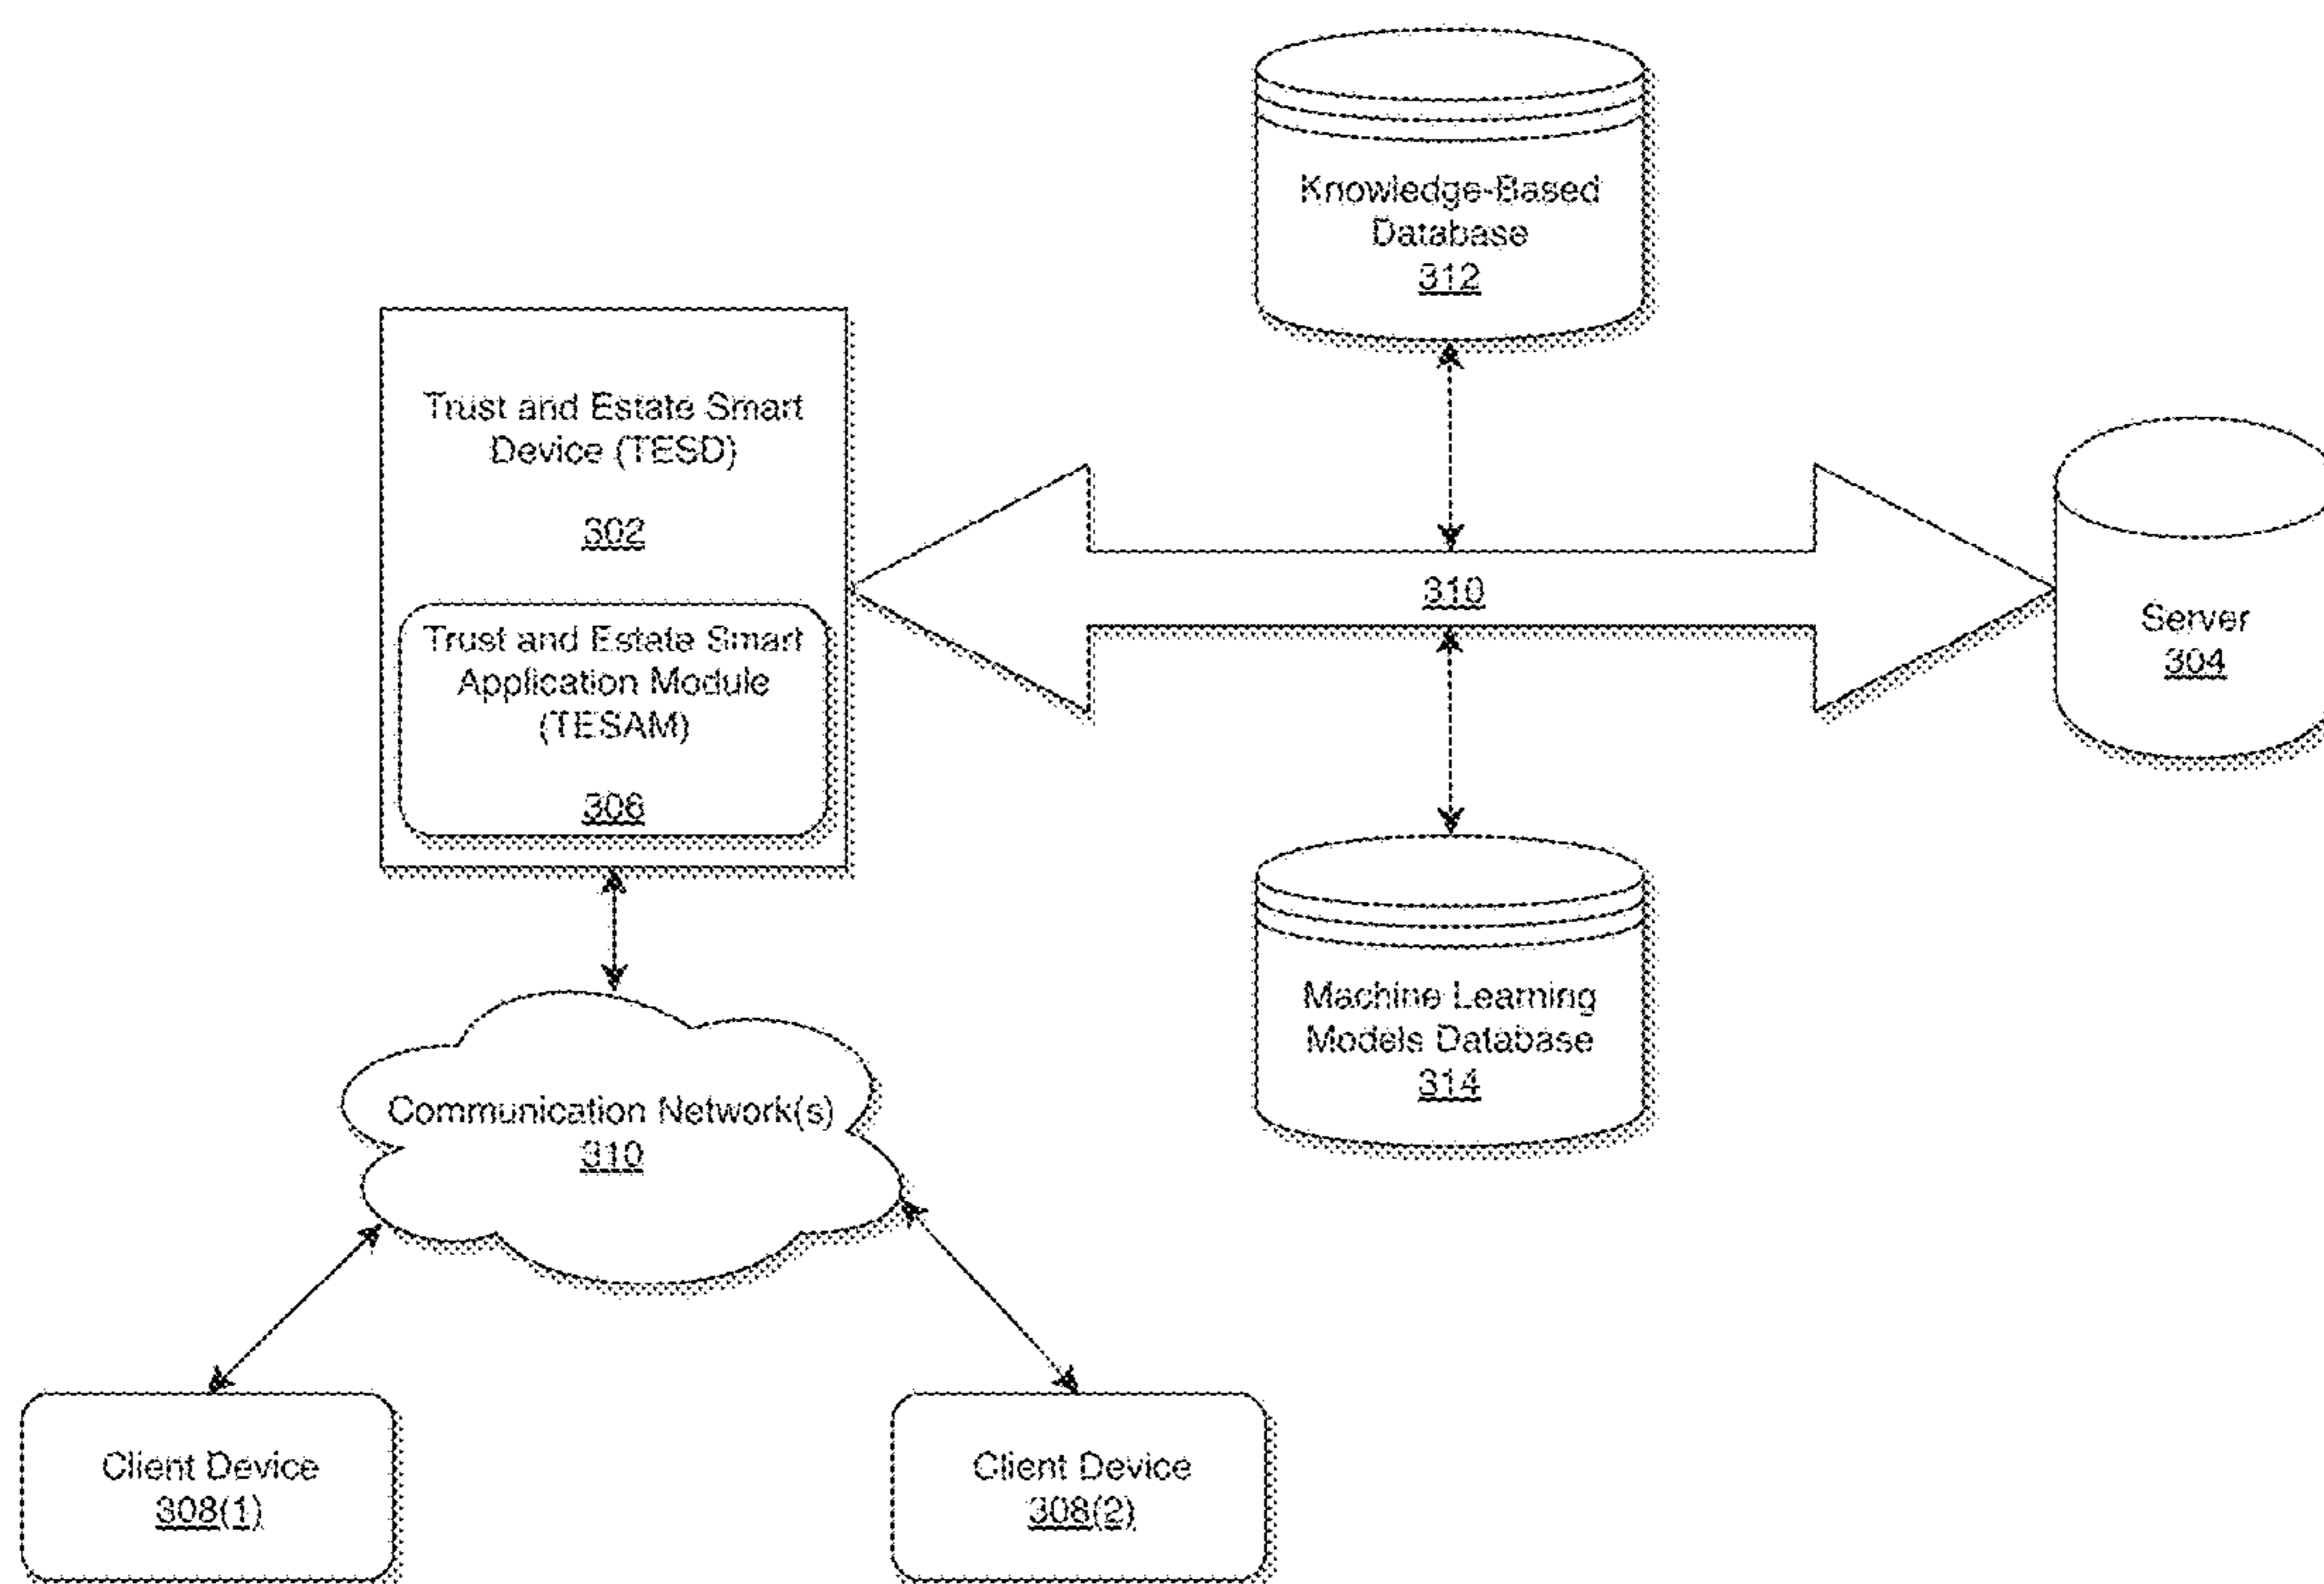 Knowledge-Based
Database
312
Trust and Estate Smart
Device (TESD)
302
Trust and Estate Smart
Application Module
(TESAM)
306
310
Server
304
Machine Learning
Models Database
314
Communication Network(s)
310
Client Device
308(1)
Client Device
308(2)